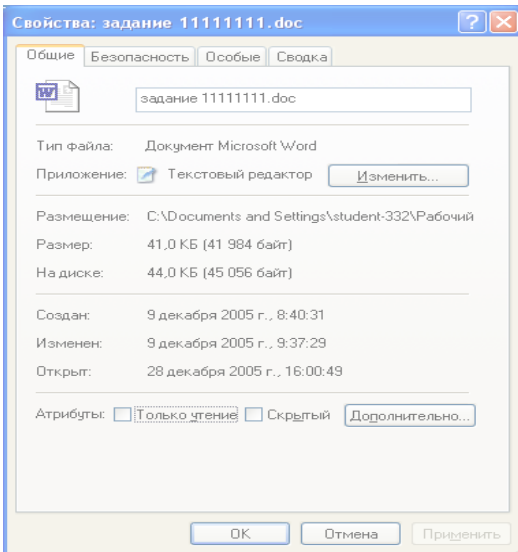 Свойства: задание 11111111.doc
Общие Безопасность Особые Сводка
задание 11111111.doc
Тип файла: Документ Microsoft Word
Приложение: Текстовый редактор Изменить...
Размещение: C:\Documents and Settings\student-332\Рабочий
Размер: 41,0 КБ (41 984 байт)
На диске: 44,0 КБ (45 056 байт)
Создан: 9 декабря 2005 г., 8:40:31
Изменен: 9 декабря 2005 г., 9:37:29
Открыт: 28 декабря 2005 г., 16:00:49
Атрибуты: Только чтение Скрытый Дополнительно...
OK Отмена Применить